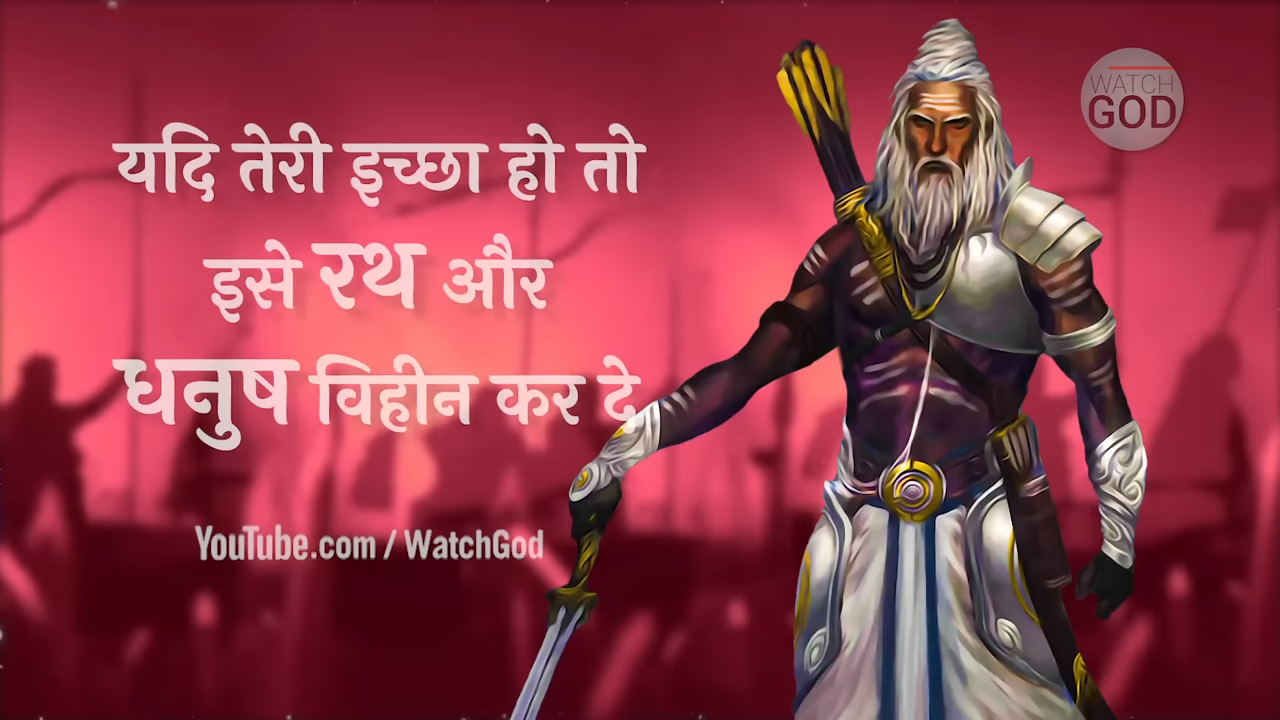 यदि तेरी इच्छा हो तो
इसे रथ और
धनुष विहीन कर दे
YouTube.com / WatchGod
WATCH
GOD